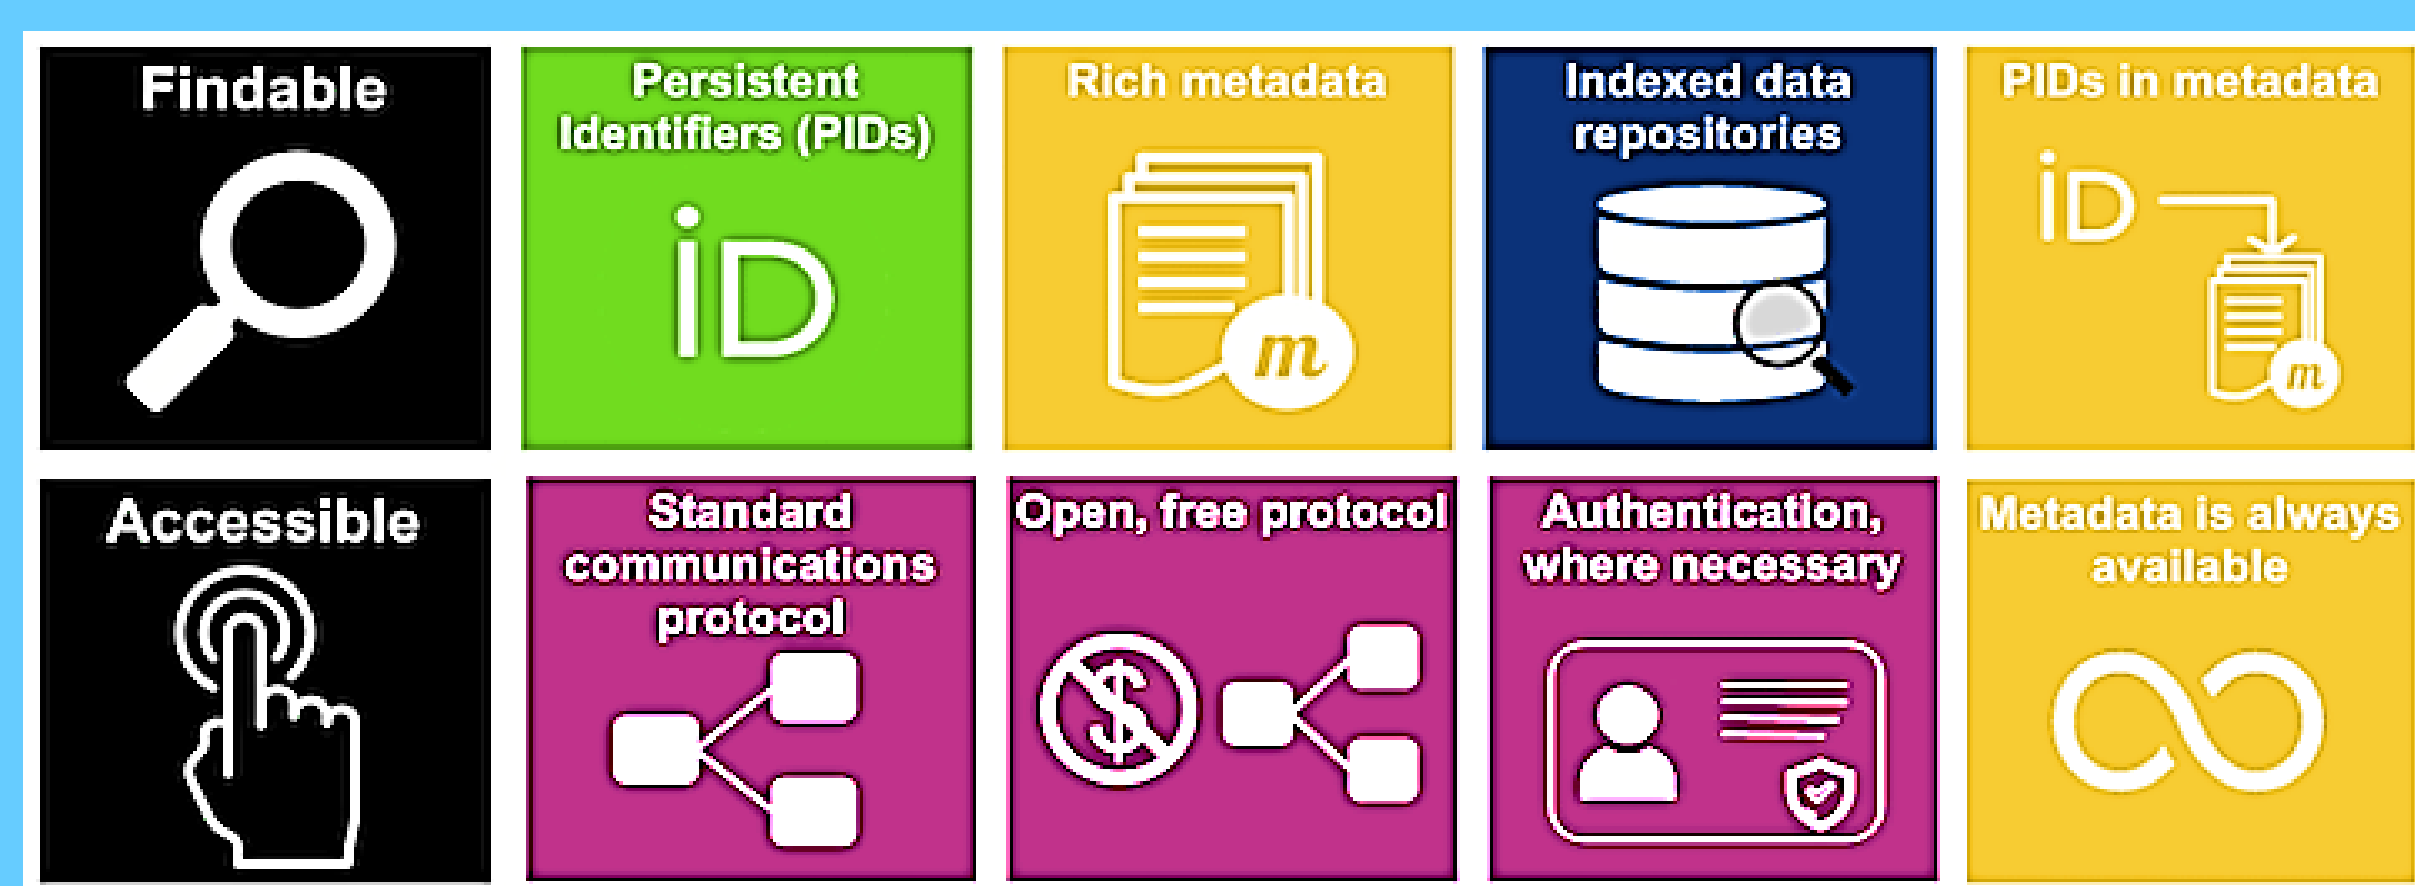 Findable
Persistent
Identifiers (PIDs)
iD
Rich metadata
m
Indexed data
repositories
PIDs in metadata
iD
m
Accessible
Standard
communications
protocol
Open, free protocol
$
Authentication,
where necessary
Metadata is always
available